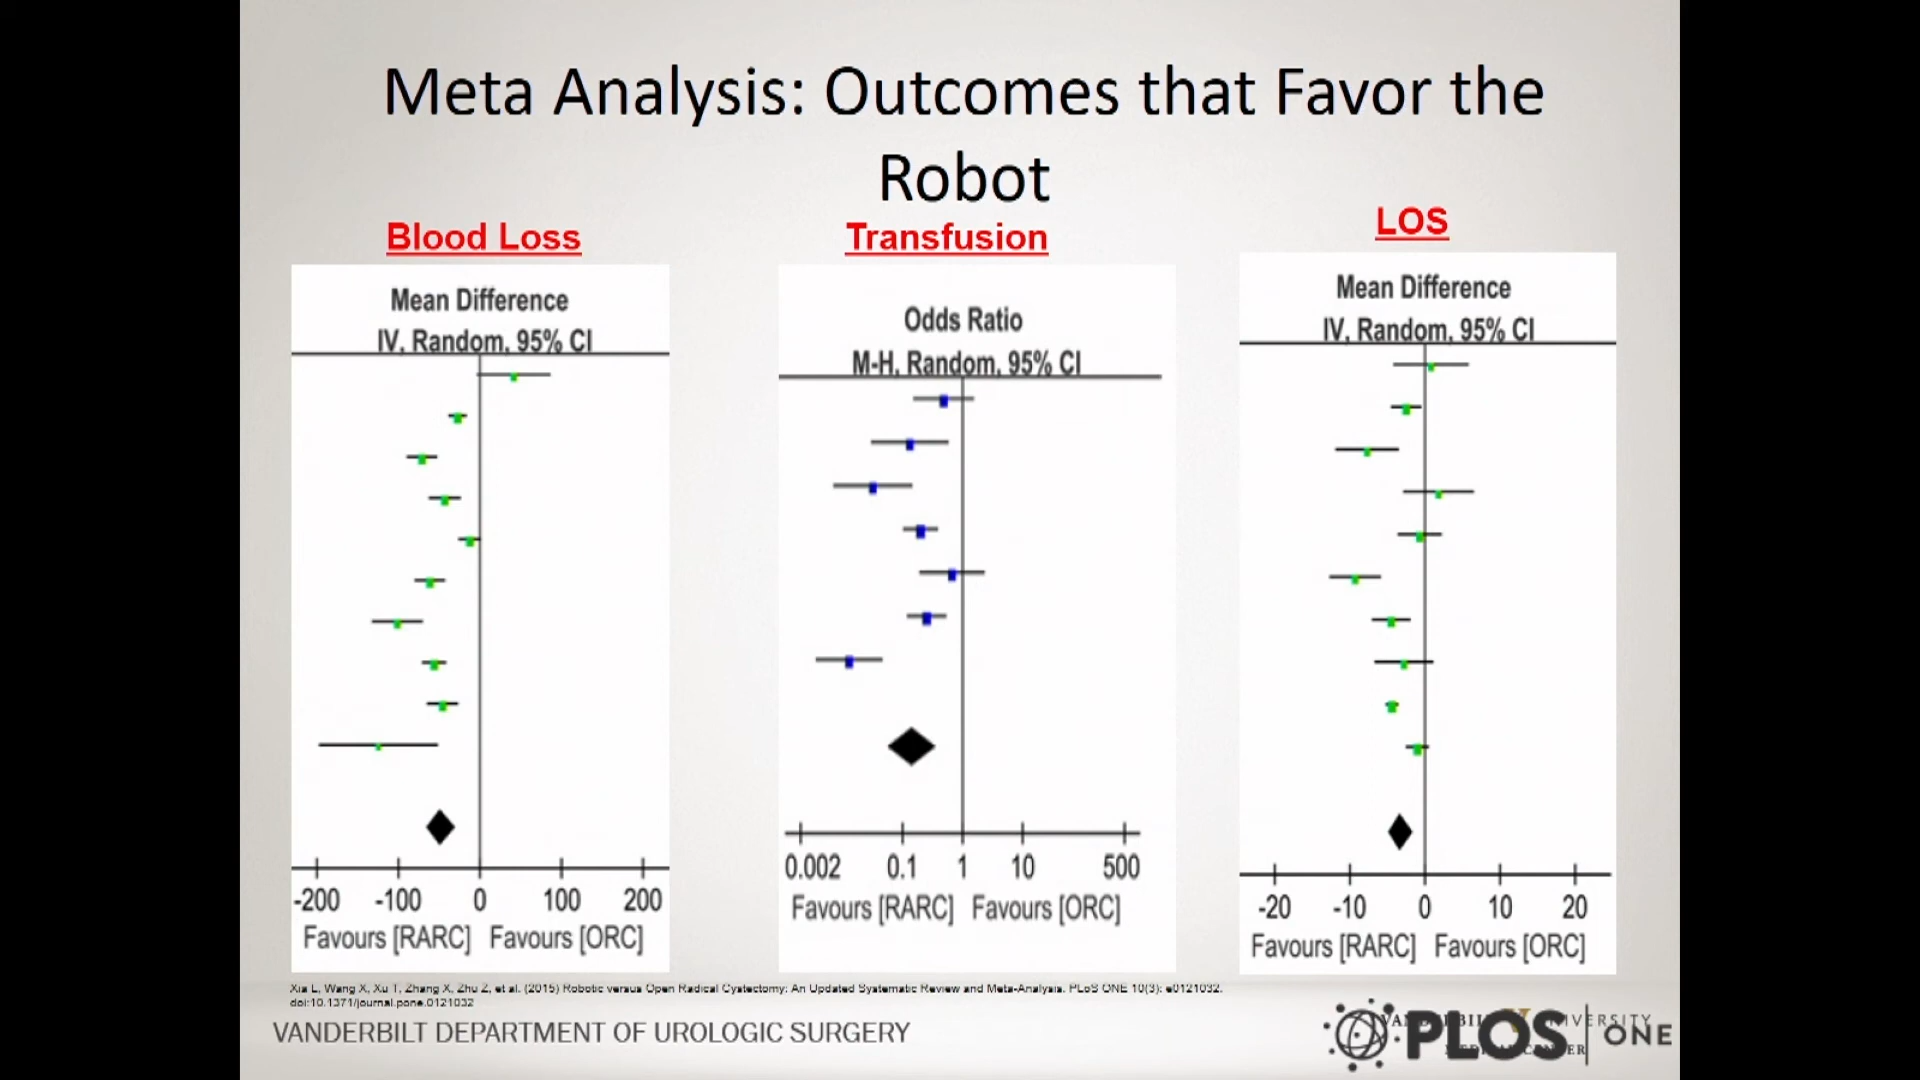 Meta Analysis: Outcomes that Favor the
Robot
Blood Loss
Mean Difference
IV, Random, 95% CI
-200 -100 0 100 200
Favours [RARC] Favours [ORC]
Transfusion
Odds Ratio
M-H, Random, 95% CI
0.002 0.1 1 10 500
Favours [RARC] Favours [ORC]
LOS
Mean Difference
IV, Random, 95% CI
-20 -10 0 10 20
Favours [RARC] Favours [ORC]
Xia L, Wang X, Xu T, Zhang X, Zhu Z, et al. (2015) Robotic versus Open Radical Cystectomy: An Updated Systematic Review and Meta-Analysis. PLoS ONE 10(3): e0121032.
doi:10.1371/journal.pone.0121032
VANDERBILT DEPARTMENT OF UROLOGIC SURGERY
PLOS ONE